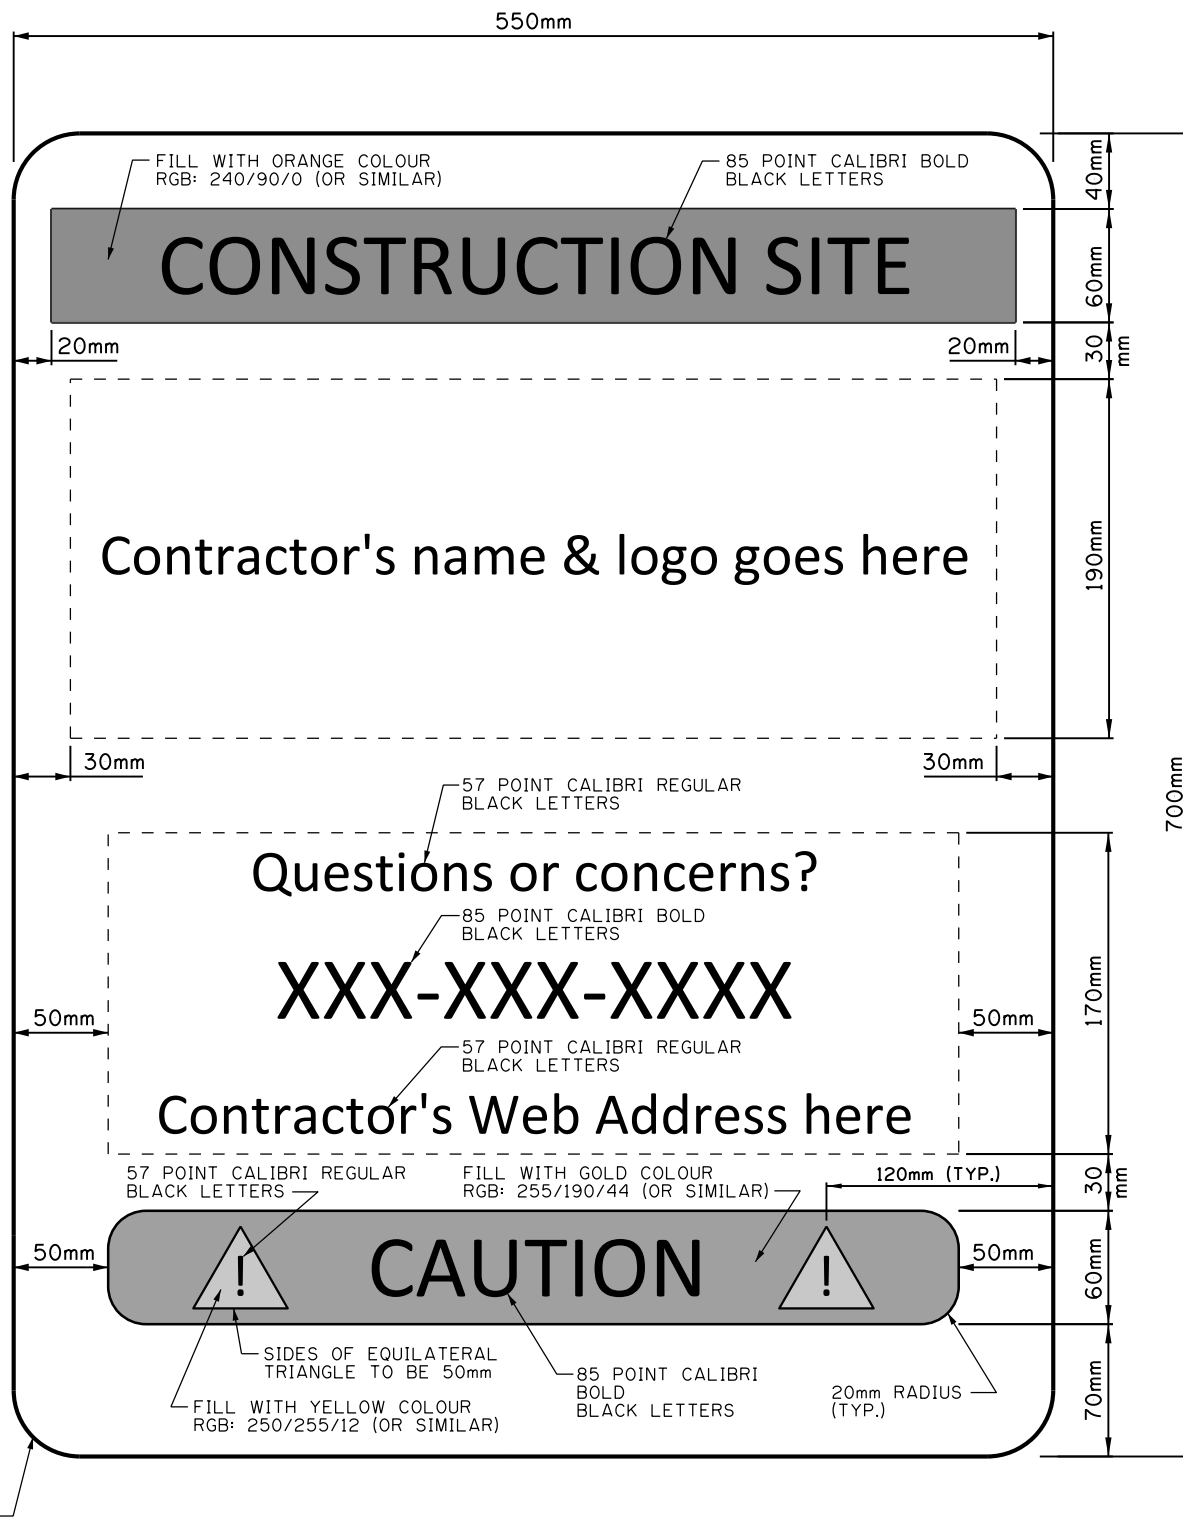 550mm
FILL WITH ORANGE COLOUR
RGB: 240/90/0 (OR SIMILAR)
85 POINT CALIBRI BOLD
BLACK LETTERS
40mm
CONSTRUCTION SITE
60mm
20mm
20mm
30
mm
Contractor's name & logo goes here
190mm
30mm
30mm
700mm
57 POINT CALIBRI REGULAR
BLACK LETTERS
Questions or concerns?
85 POINT CALIBRI BOLD
BLACK LETTERS
XXX-XXX-XXXX
170mm
50mm
50mm
57 POINT CALIBRI REGULAR
BLACK LETTERS
Contractor's Web Address here
57 POINT CALIBRI REGULAR
BLACK LETTERS
FILL WITH GOLD COLOUR
RGB: 255/190/44 (OR SIMILAR)
120mm (TYP.)
30
mm
50mm
! CAUTION !
50mm
60mm
SIDES OF EQUILATERAL
TRIANGLE TO BE 50mm
85 POINT CALIBRI
BOLD
BLACK LETTERS
20mm RADIUS
(TYP.)
70mm
FILL WITH YELLOW COLOUR
RGB: 250/255/12 (OR SIMILAR)